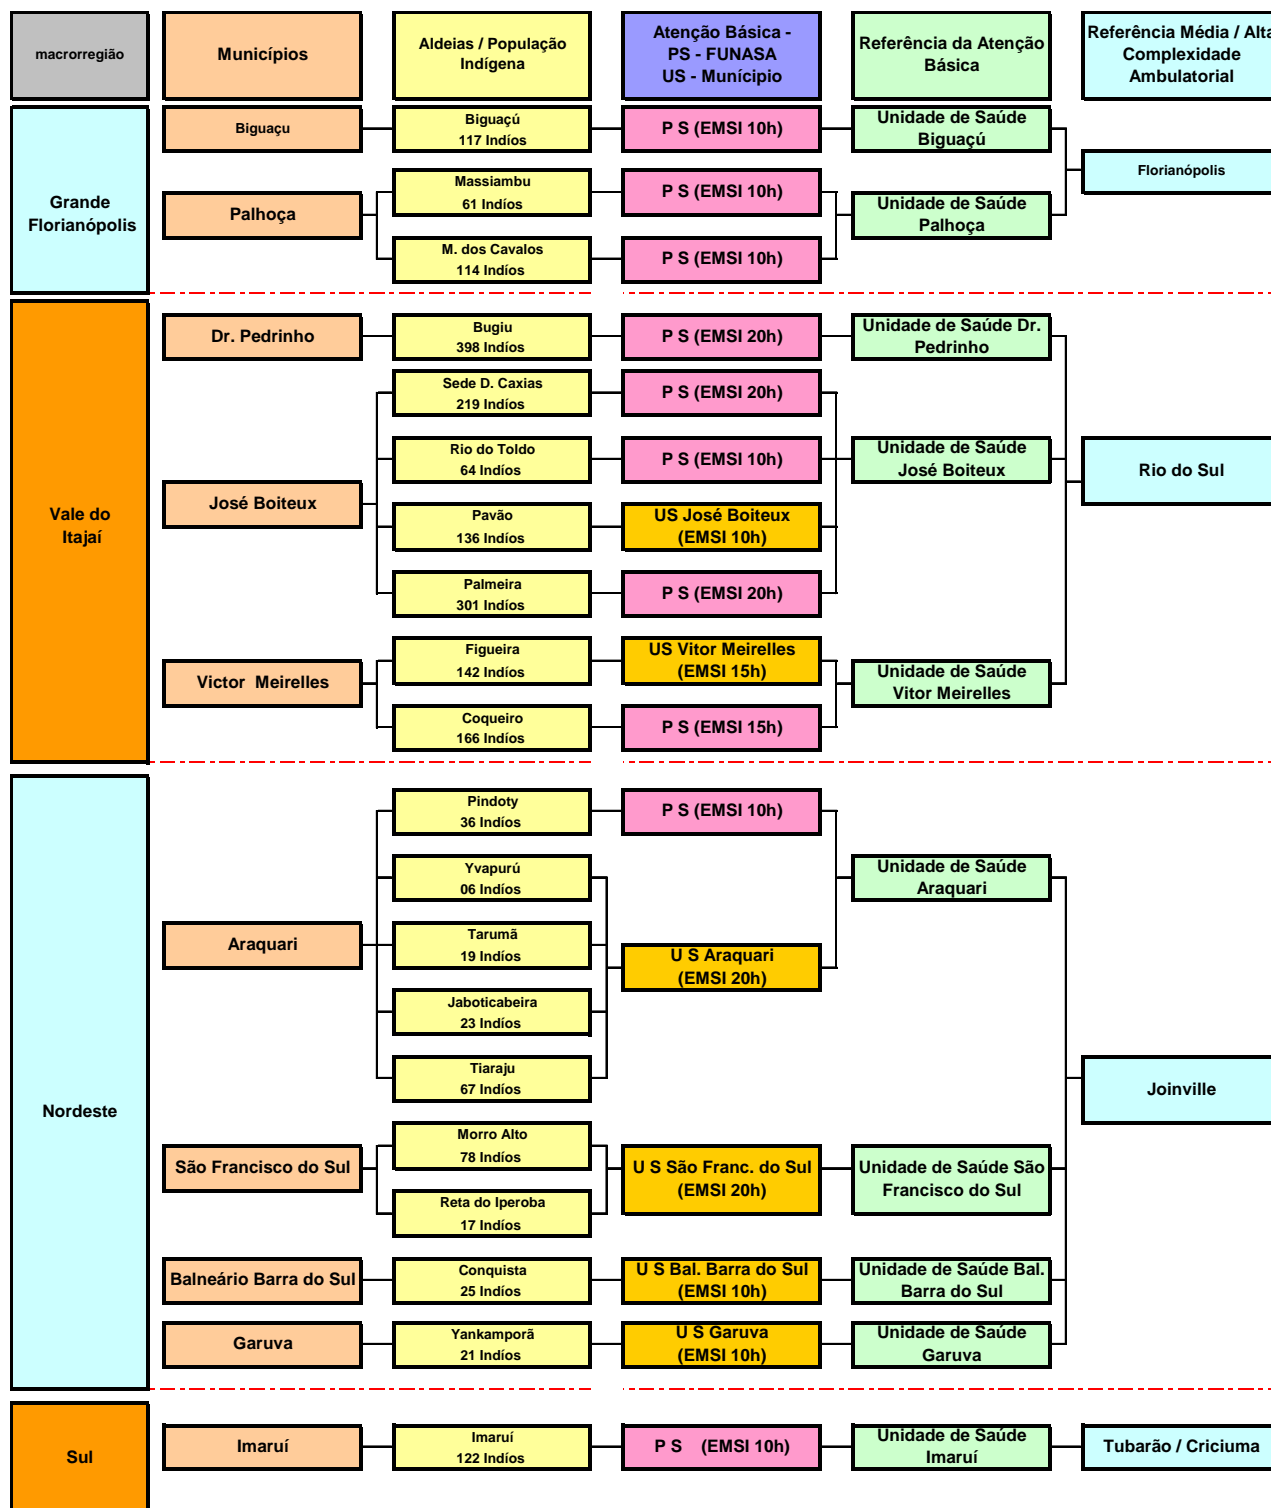 macrorregião
Municípios
Aldeias / População
Indígena
Atenção Básica -
PS - FUNASA
US - Munícipio
Referência da Atenção
Básica
Referência Média / Alta
Complexidade
Ambulatorial
Grande
Florianópolis
Biguaçu
Biguaçú
117 Indíos
P S (EMSI 10h)
Unidade de Saúde
Biguaçú
Florianópolis
Palhoça
Massiambu
61 Indíos
P S (EMSI 10h)
Unidade de Saúde
Palhoça
M. dos Cavalos
114 Indíos
P S (EMSI 10h)
Vale do
Itajaí
Dr. Pedrinho
Bugiu
398 Indíos
P S (EMSI 20h)
Unidade de Saúde Dr.
Pedrinho
Rio do Sul
José Boiteux
Sede D. Caxias
219 Indíos
P S (EMSI 20h)
Rio do Toldo
64 Indíos
P S (EMSI 10h)
Unidade de Saúde
José Boiteux
Pavão
136 Indíos
US José Boiteux
(EMSI 10h)
Palmeira
301 Indíos
P S (EMSI 20h)
Victor  Meirelles
Figueira
142 Indíos
US Vitor Meirelles
(EMSI 15h)
Unidade de Saúde
Vitor Meirelles
Coqueiro
166 Indíos
P S (EMSI 15h)
Nordeste
Araquari
Pindoty
36 Indíos
P S (EMSI 10h)
Unidade de Saúde
Araquari
Yvapurú
06 Indíos
Tarumã
19 Indíos
U S Araquari
(EMSI 20h)
Jaboticabeira
23 Indíos
Tiaraju
67 Indíos
Joinville
São Francisco do Sul
Morro Alto
78 Indíos
U S São Franc. do Sul
(EMSI 20h)
Unidade de Saúde São
Francisco do Sul
Reta do Iperoba
17 Indíos
Balneário Barra do Sul
Conquista
25 Indíos
U S Bal. Barra do Sul
(EMSI 10h)
Unidade de Saúde Bal.
Barra do Sul
Garuva
Yankamporã
21 Indíos
U S Garuva
(EMSI 10h)
Unidade de Saúde
Garuva
Sul
Imaruí
Imaruí
122 Indíos
P S    (EMSI 10h)
Unidade de Saúde
Imaruí
Tubarão / Criciuma